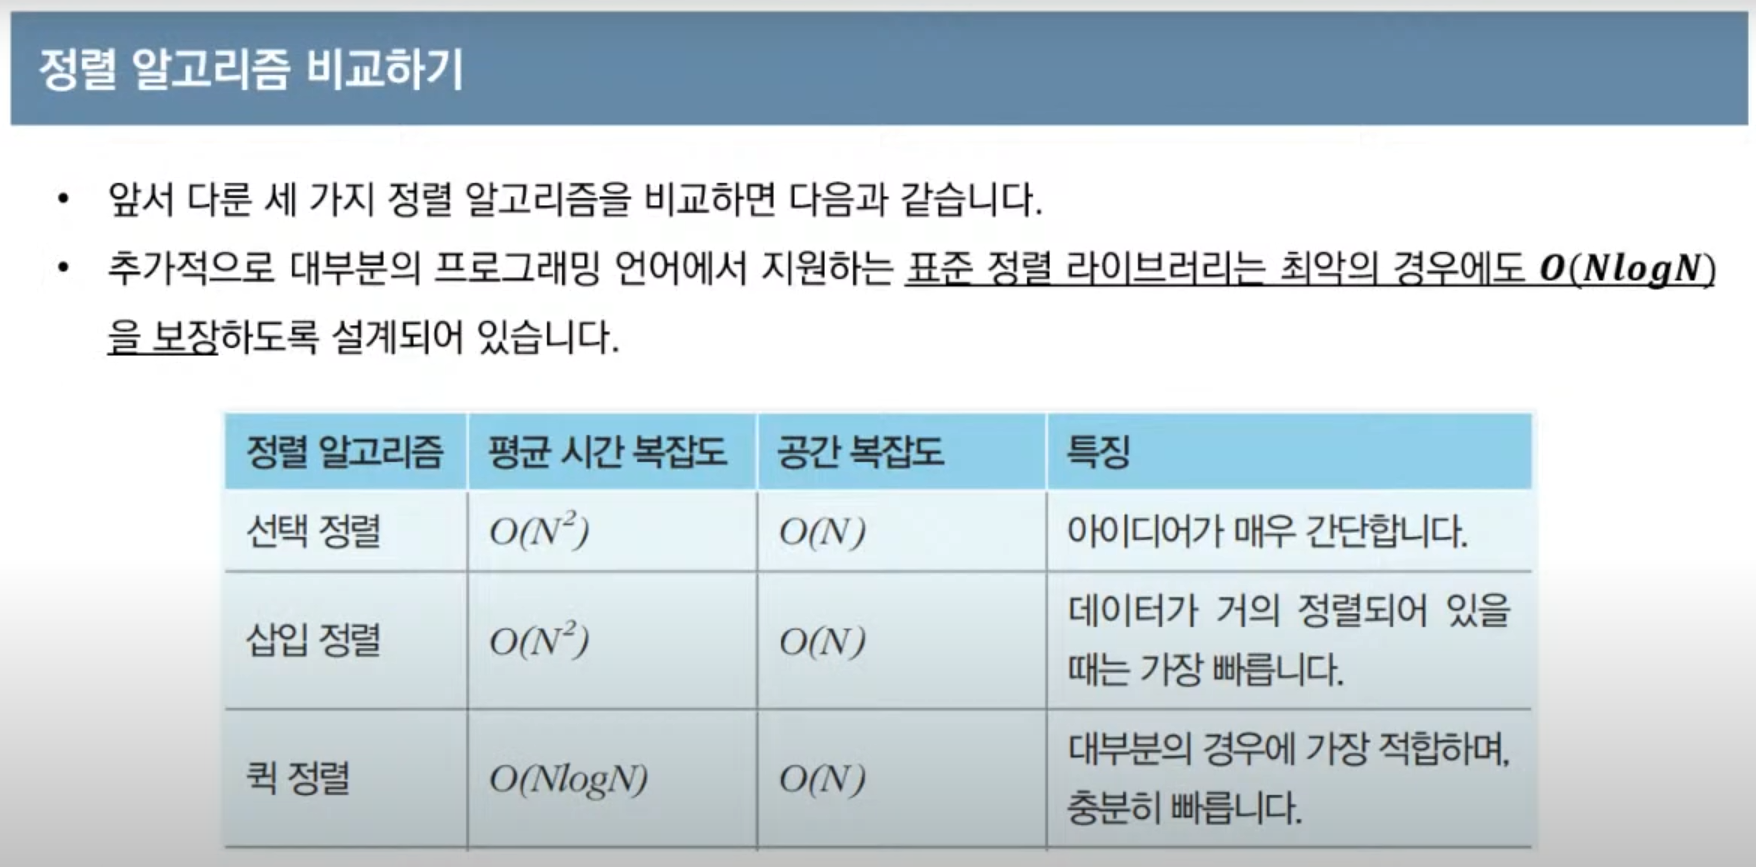 정렬 알고리즘 비교하기
• 앞서 다룬 세 가지 정렬 알고리즘을 비교하면 다음과 같습니다.
• 추가적으로 대부분의 프로그래밍 언어에서 지원하는 표준 정렬 라이브러리는 최악의 경우에도 O(NlogN)
을 보장하도록 설계되어 있습니다.
정렬 알고리즘 평균 시간 복잡도 공간 복잡도 특징
선택 정렬 O(N²) O(N) 아이디어가 매우 간단합니다.
삽입 정렬 O(N²) O(N) 데이터가 거의 정렬되어 있을
때는 가장 빠릅니다.
퀵 정렬 O(NlogN) O(N) 대부분의 경우에 가장 적합하며,
충분히 빠릅니다.